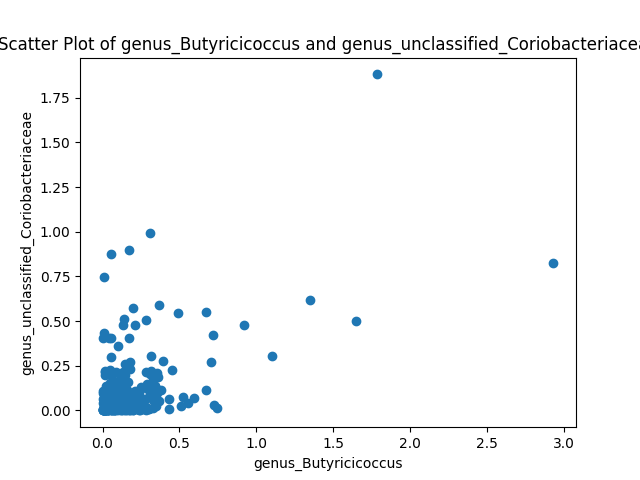 Scatter Plot of genus_Butyricicoccus and genus_unclassified_Coriobacteriacea
genus_unclassified_Coriobacteriaceae
1.75
1.50
1.25
1.00
0.75
0.50
0.25
0.00
0.0 0.5 1.0 1.5 2.0 2.5 3.0
genus_Butyricicoccus